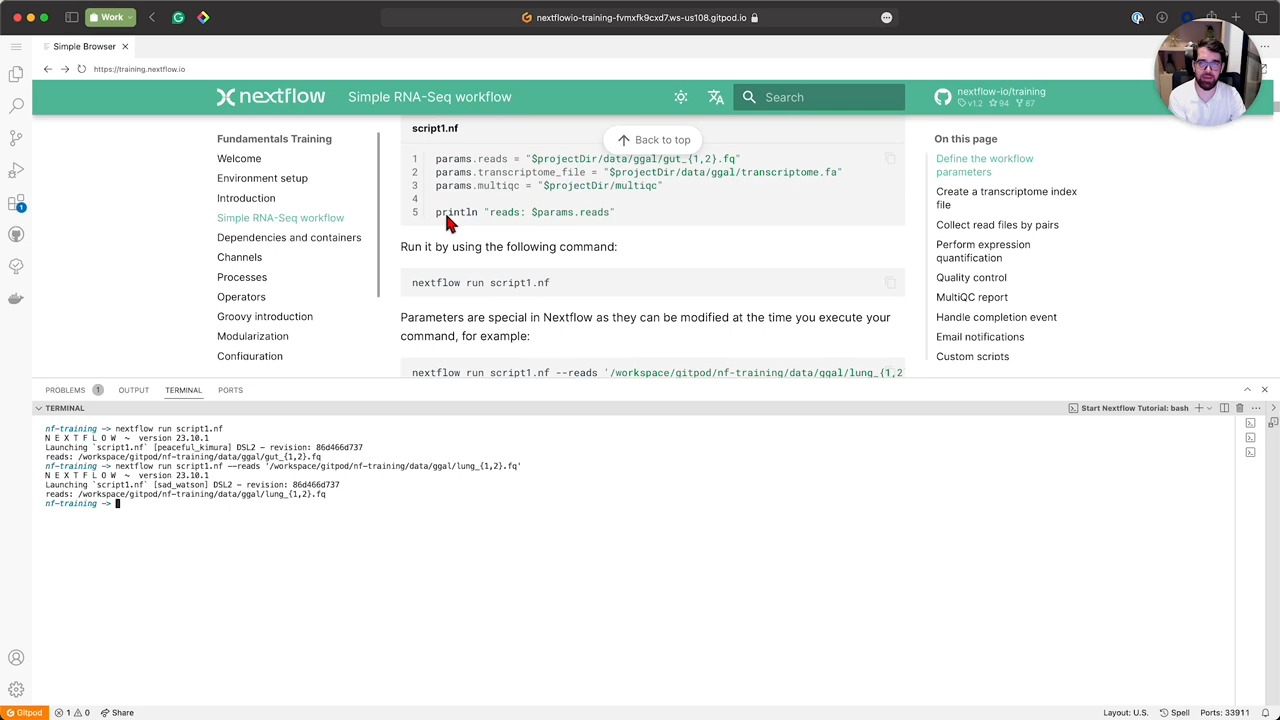 Work
nextflowio-training-fvmxfk9cxd7.ws-us108.gitpod.io
Simple Browser
https://training.nextflow.io
nextflow
Simple RNA-Seq workflow
Search
nextflow-io/training
v1.2 94 87
Fundamentals Training
Welcome
Environment setup
Introduction
Simple RNA-Seq workflow
Dependencies and containers
Channels
Processes
Operators
Groovy introduction
Modularization
Configuration
script1.nf
Back to top
1 params.reads = "$projectDir/data/ggal/gut_{1,2}.fq"
2 params.transcriptome_file = "$projectDir/data/ggal/transcriptome.fa"
3 params.multiqc = "$projectDir/multiqc"
4
5 println "reads: $params.reads"
Run it by using the following command:
nextflow run script1.nf
Parameters are special in Nextflow as they can be modified at the time you execute your
command, for example:
nextflow run script1.nf --reads '/workspace/gitpod/nf-training/data/ggal/lung_{1,2
On this page
Define the workflow
parameters
Create a transcriptome index
file
Collect read files by pairs
Perform expression
quantification
Quality control
MultiQC report
Handle completion event
Email notifications
Custom scripts
PROBLEMS 1 OUTPUT TERMINAL PORTS
TERMINAL
Start Nextflow Tutorial: bash
nf-training -> nextflow run script1.nf
N E X T F L O W ~ version 23.10.1
Launching `script1.nf` [peaceful_kimura] DSL2 - revision: 86d466d737
reads: /workspace/gitpod/nf-training/data/ggal/gut_{1,2}.fq
nf-training -> nextflow run script1.nf --reads '/workspace/gitpod/nf-training/data/ggal/lung_{1,2}.fq'
N E X T F L O W ~ version 23.10.1
Launching `script1.nf` [sad_watson] DSL2 - revision: 86d466d737
reads: /workspace/gitpod/nf-training/data/ggal/lung_{1,2}.fq
nf-training ->
1
Gitpod 1 0 Share
Layout: U.S. Spell Ports: 33911